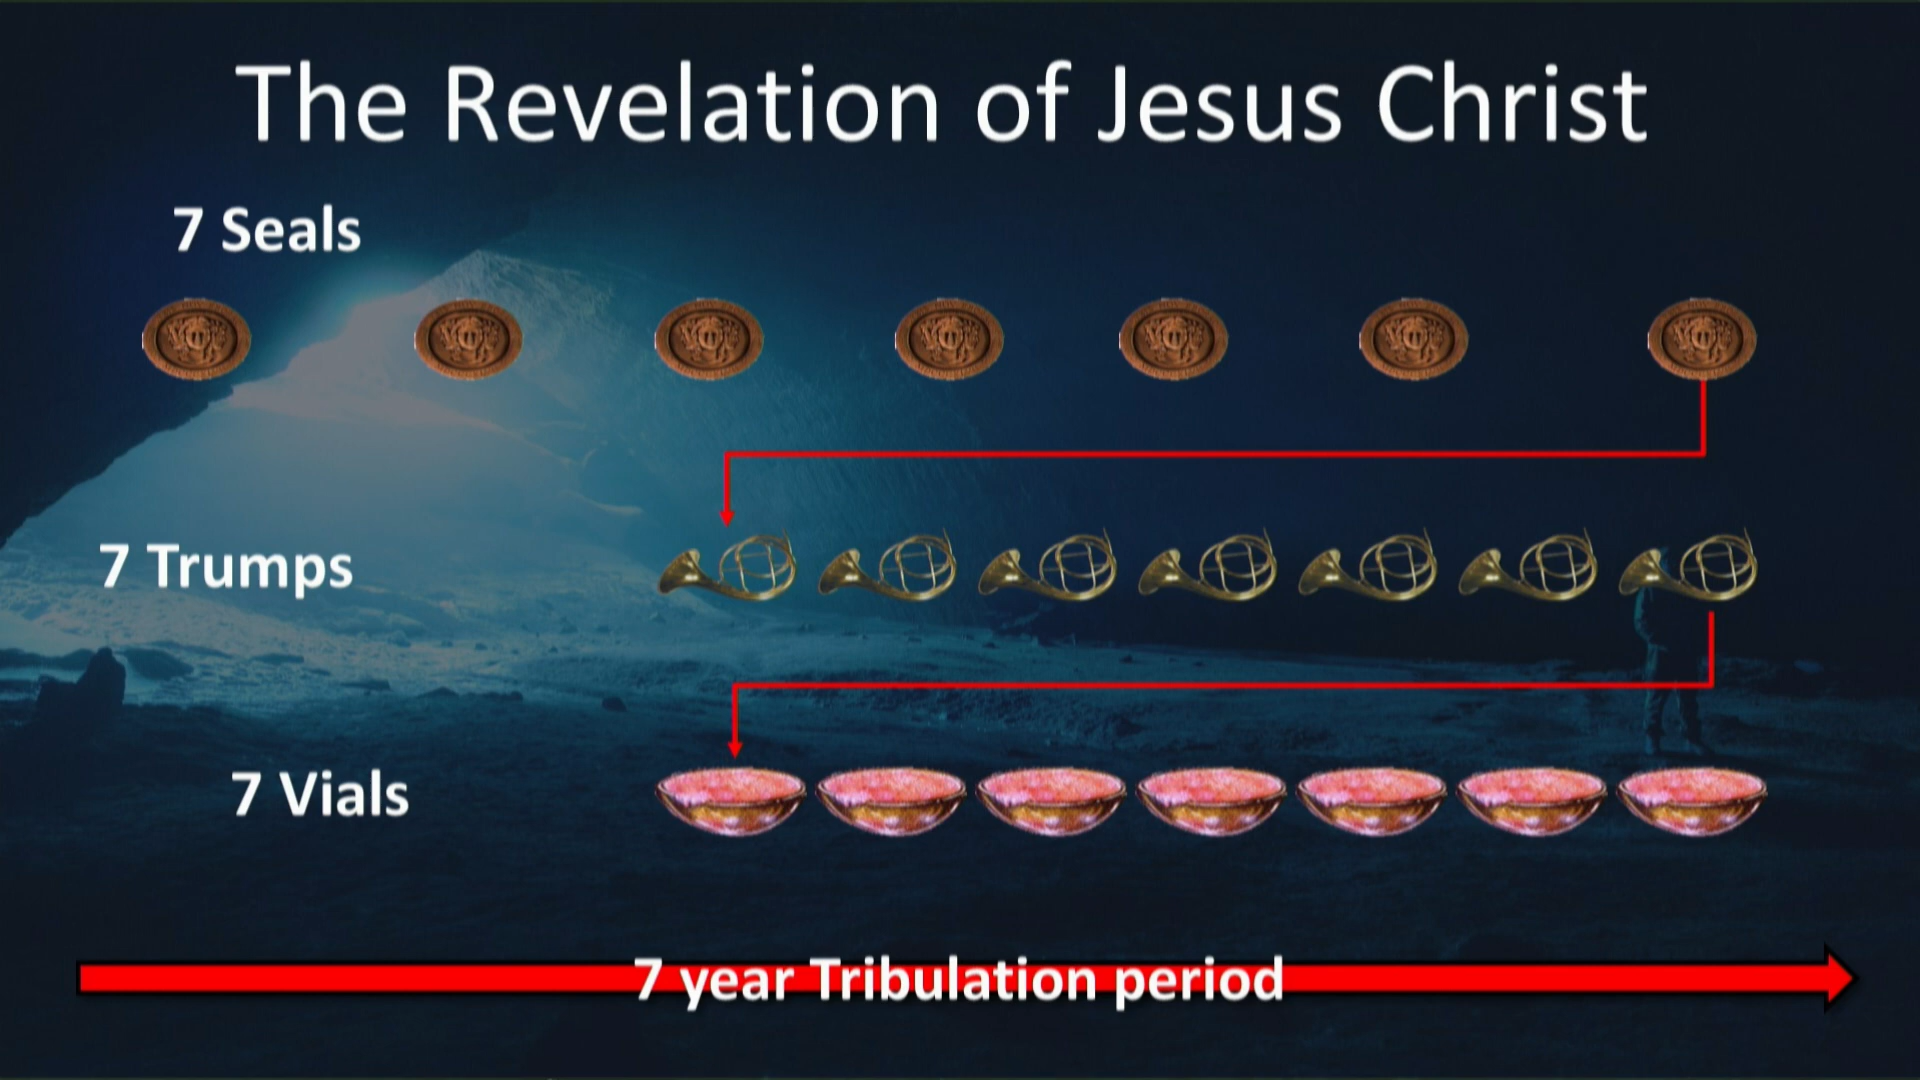 The Revelation of Jesus Christ
7 Seals
7 Trumps
7 Vials
7 year Tribulation period